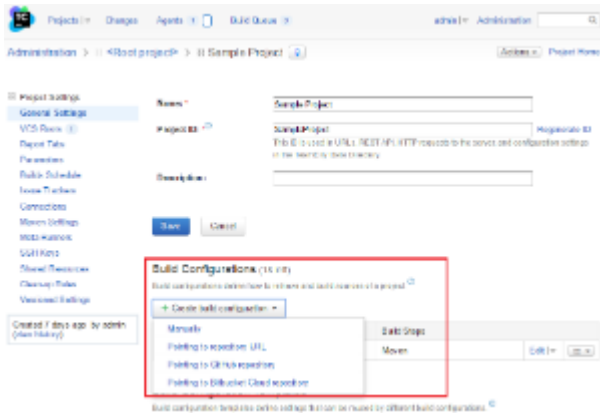 Projects Changes Agents 1 Build Queue admin Administration
Administration > <Root project> > Sample Project Actions Project Home
Project Settings
General Settings
VCS Roots
Report Tabs
Parameters
Builds Schedule
Issue Trackers
Connections
Maven Settings
Meta-Runners
SSH Keys
Shared Resources
Clean-up Rules
Versioned Settings
Created 7 days ago by admin
(view history)
Name: * Sample Project
Project ID: * SampleProject Regenerate ID
This ID is used in URLs, REST API, HTTP requests to the server and configuration settings
in the TeamCity Data Directory.
Description:
Save Cancel
Build Configurations
Build configurations define how to retrieve and build sources of a project.
+ Create build configuration
Manually
Pointing to repository URL
Pointing to GitHub repository
Pointing to Bitbucket Cloud repository
Build Steps
Maven Edit
Build configuration templates define settings that can be reused by different build configurations.